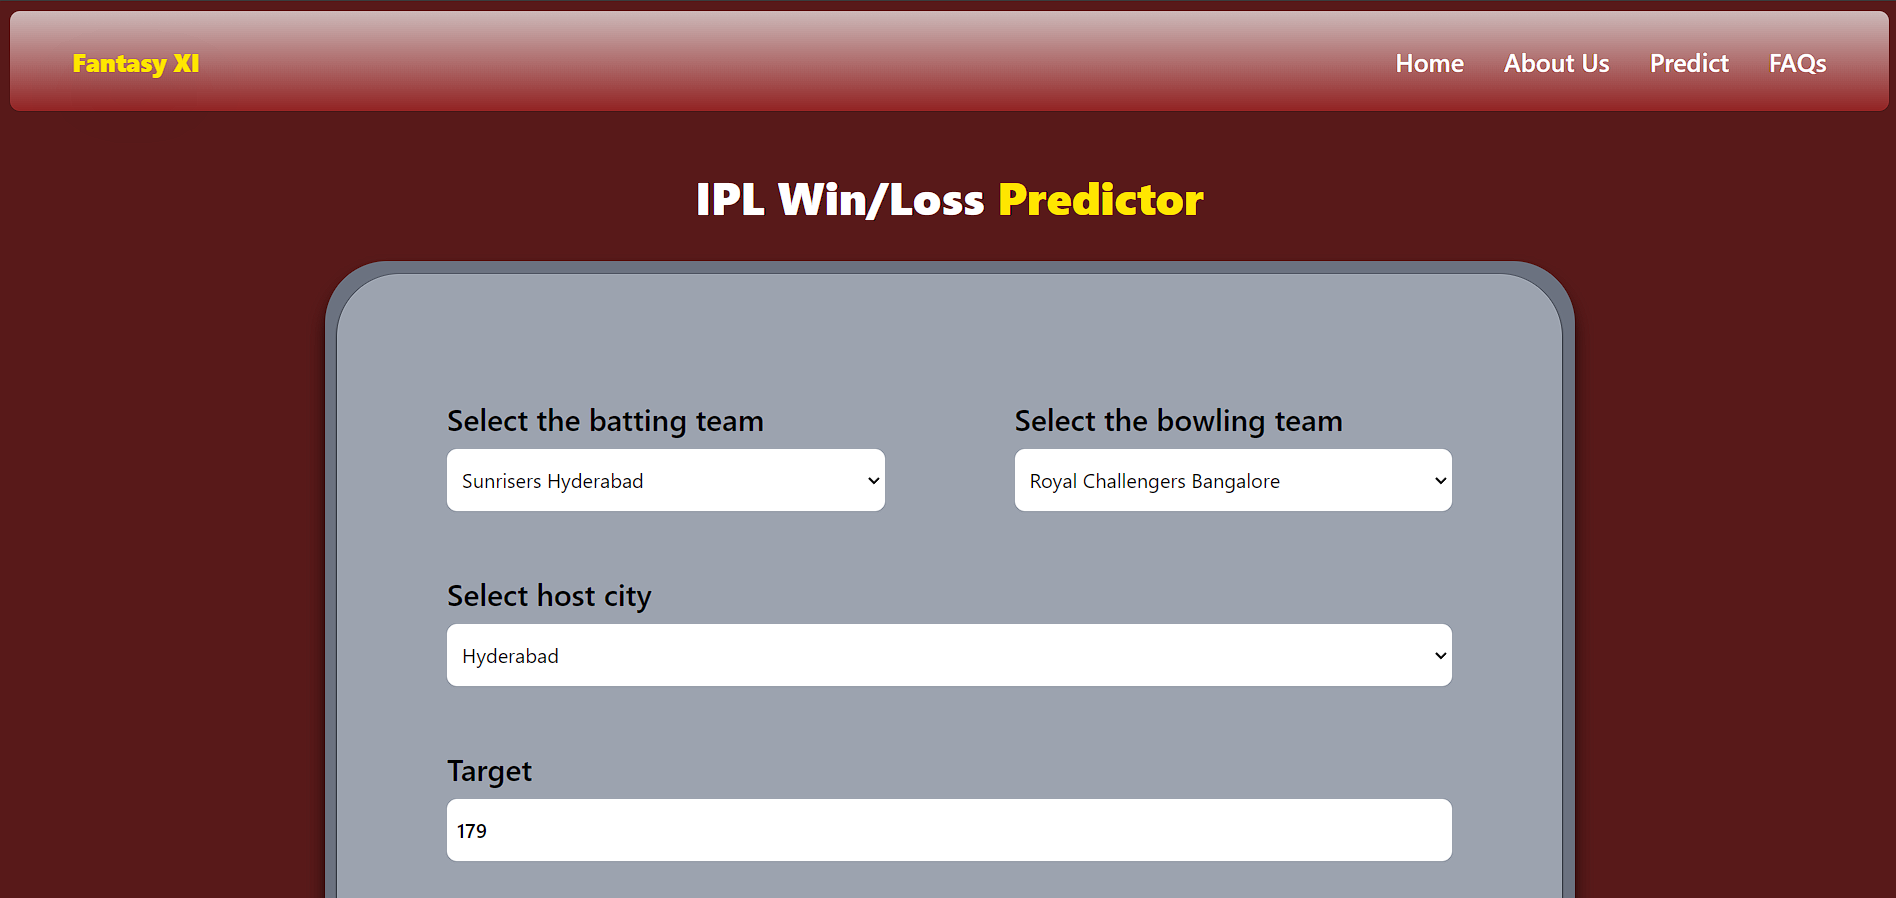 Fantasy XI
Home About Us Predict FAQs
IPL Win/Loss Predictor
Select the batting team
Select the bowling team
Sunrisers Hyderabad
Royal Challengers Bangalore
Select host city
Hyderabad
Target
179